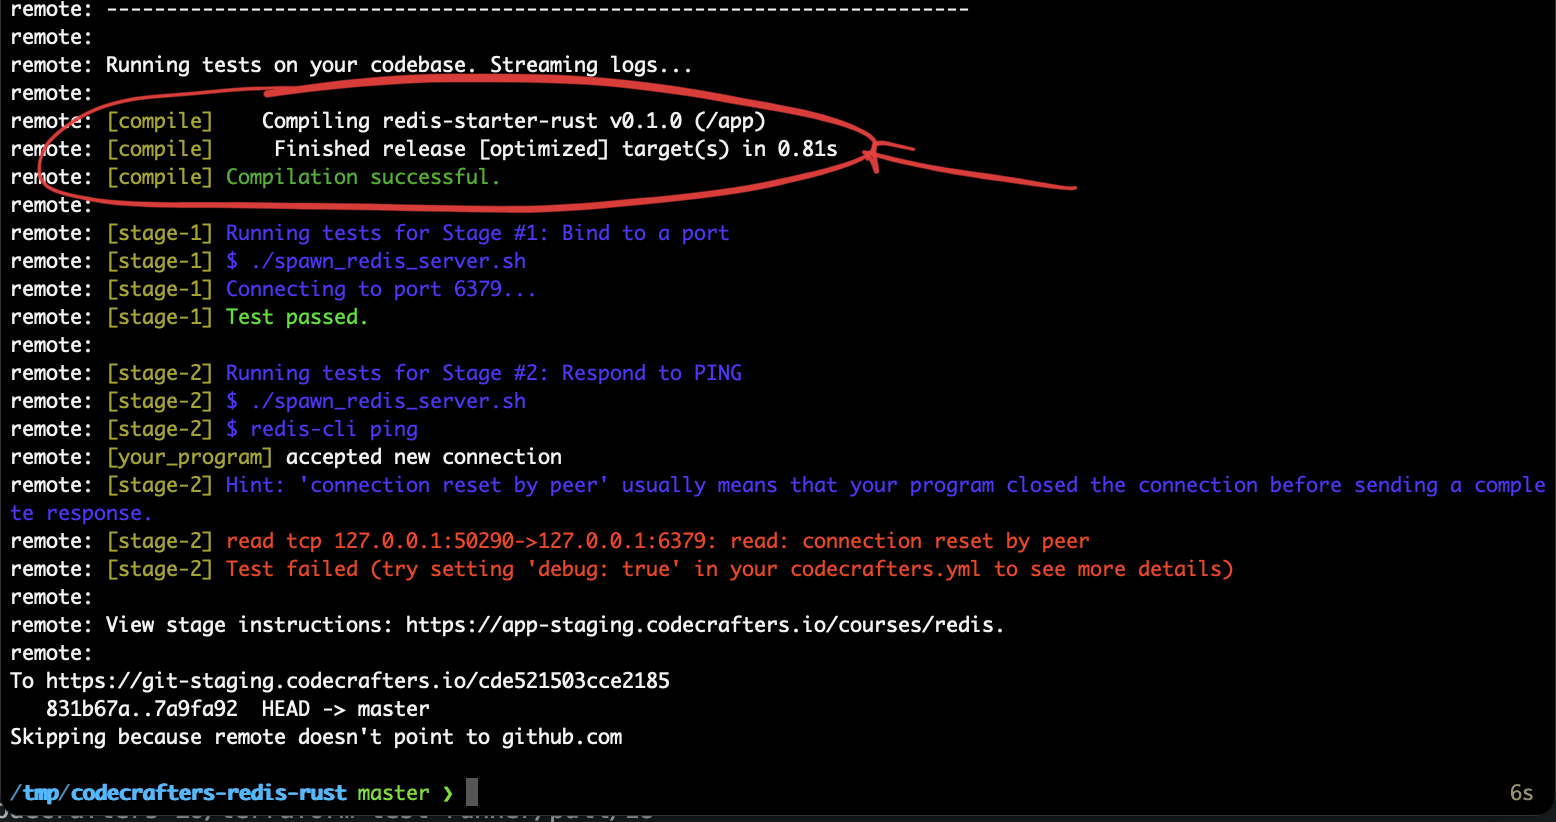 remote: ------------------------------------------------------------------------
remote:
remote: Running tests on your codebase. Streaming logs...
remote:
remote: [compile]    Compiling redis-starter-rust v0.1.0 (/app)
remote: [compile]     Finished release [optimized] target(s) in 0.81s
remote: [compile] Compilation successful.
remote:
remote: [stage-1] Running tests for Stage #1: Bind to a port
remote: [stage-1] $ ./spawn_redis_server.sh
remote: [stage-1] Connecting to port 6379...
remote: [stage-1] Test passed.
remote:
remote: [stage-2] Running tests for Stage #2: Respond to PING
remote: [stage-2] $ ./spawn_redis_server.sh
remote: [stage-2] $ redis-cli ping
remote: [your_program] accepted new connection
remote: [stage-2] Hint: 'connection reset by peer' usually means that your program closed the connection before sending a comple
te response.
remote: [stage-2] read tcp 127.0.0.1:50290->127.0.0.1:6379: read: connection reset by peer
remote: [stage-2] Test failed (try setting 'debug: true' in your codecrafters.yml to see more details)
remote:
remote: View stage instructions: https://app-staging.codecrafters.io/courses/redis.
remote:
To https://git-staging.codecrafters.io/cde521503cce2185
   831b67a..7a9fa92  HEAD -> master
Skipping because remote doesn't point to github.com
/tmp/codecrafters-redis-rust master ❯ 6s